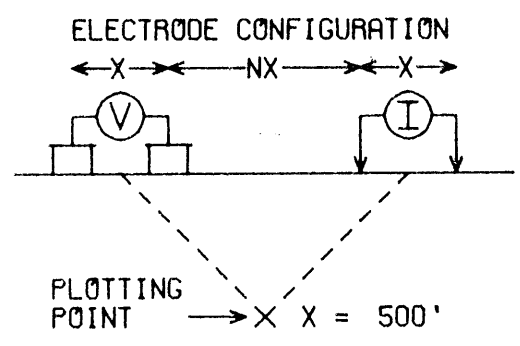 ELECTRODE CONFIGURATION
X NX X
V I
PLOTTING
POINT X = 500'